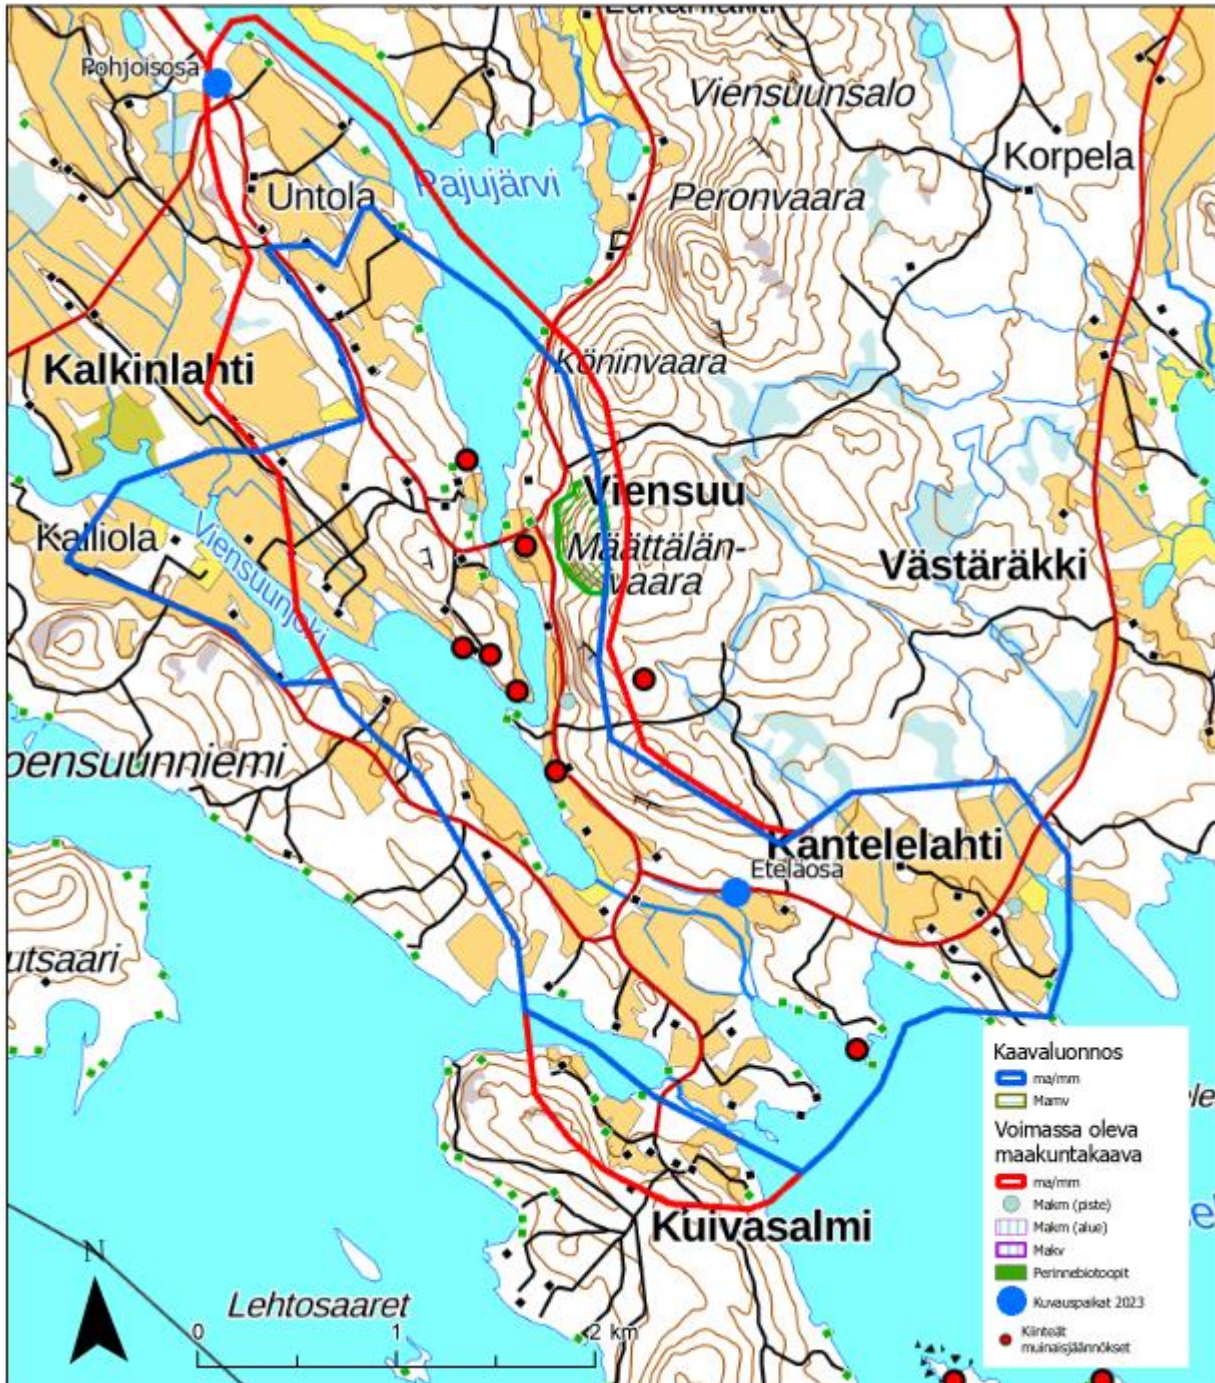 Pohjoisosa
Viensuunsalo
Korpela
Untola
Rajujärvi
Peronvaara
Kalkinlahti
Köninvaara
Viensuu
Kalliola
Viensuunjoki
Määttälän-
vaara
Västäräkki
pensuunniemi
Kantelelahti
Eteläosa
utsaari
Kuivasalmi
Lehtosaaret
N
0 1 2 km
Kaavaluonnos
ma/mm
Mamv
Voimassa oleva
maakuntakaava
ma/mm
Makm (piste)
Makm (alue)
Makv
Perinnebiotoopit
Kuvauspaikat 2023
Kiinteät
muinaisjäännökset